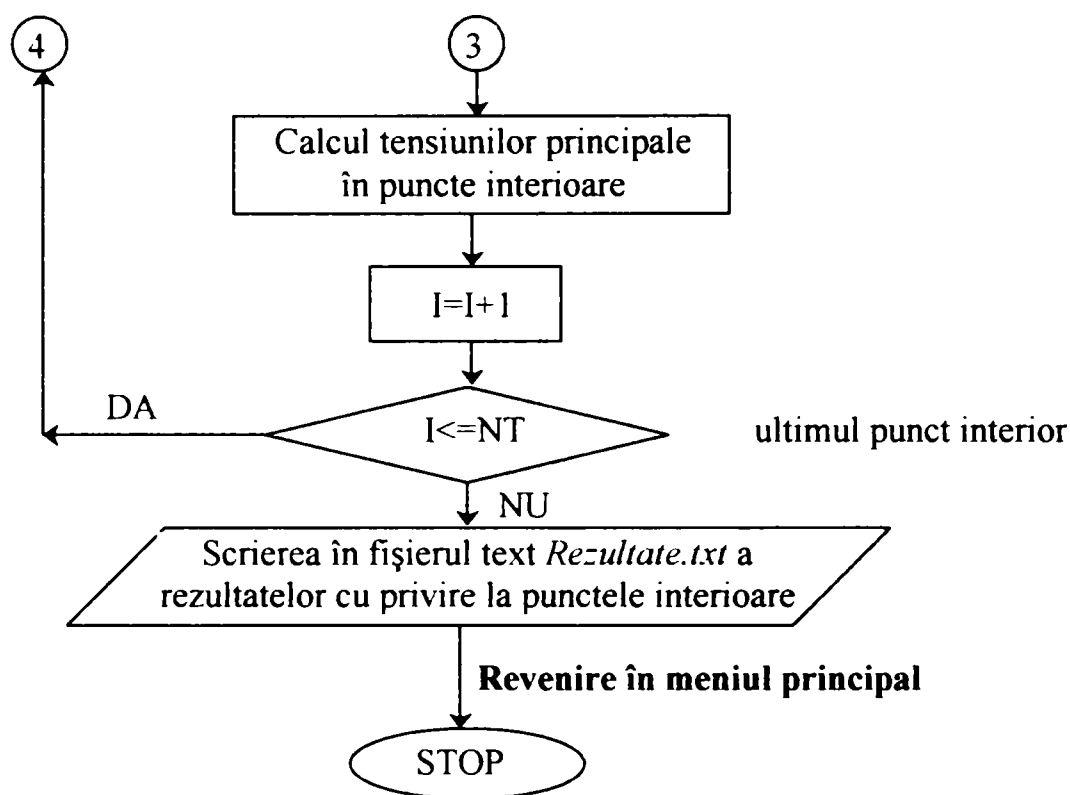 4
3
Calcul tensiunilor principale
în puncte interioare
I=I+1
DA
I<=NT
ultimul punct interior
NU
Scrierea în fişierul text Rezultate.txt a
rezultatelor cu privire la punctele interioare
Revenire în meniul principal
STOP